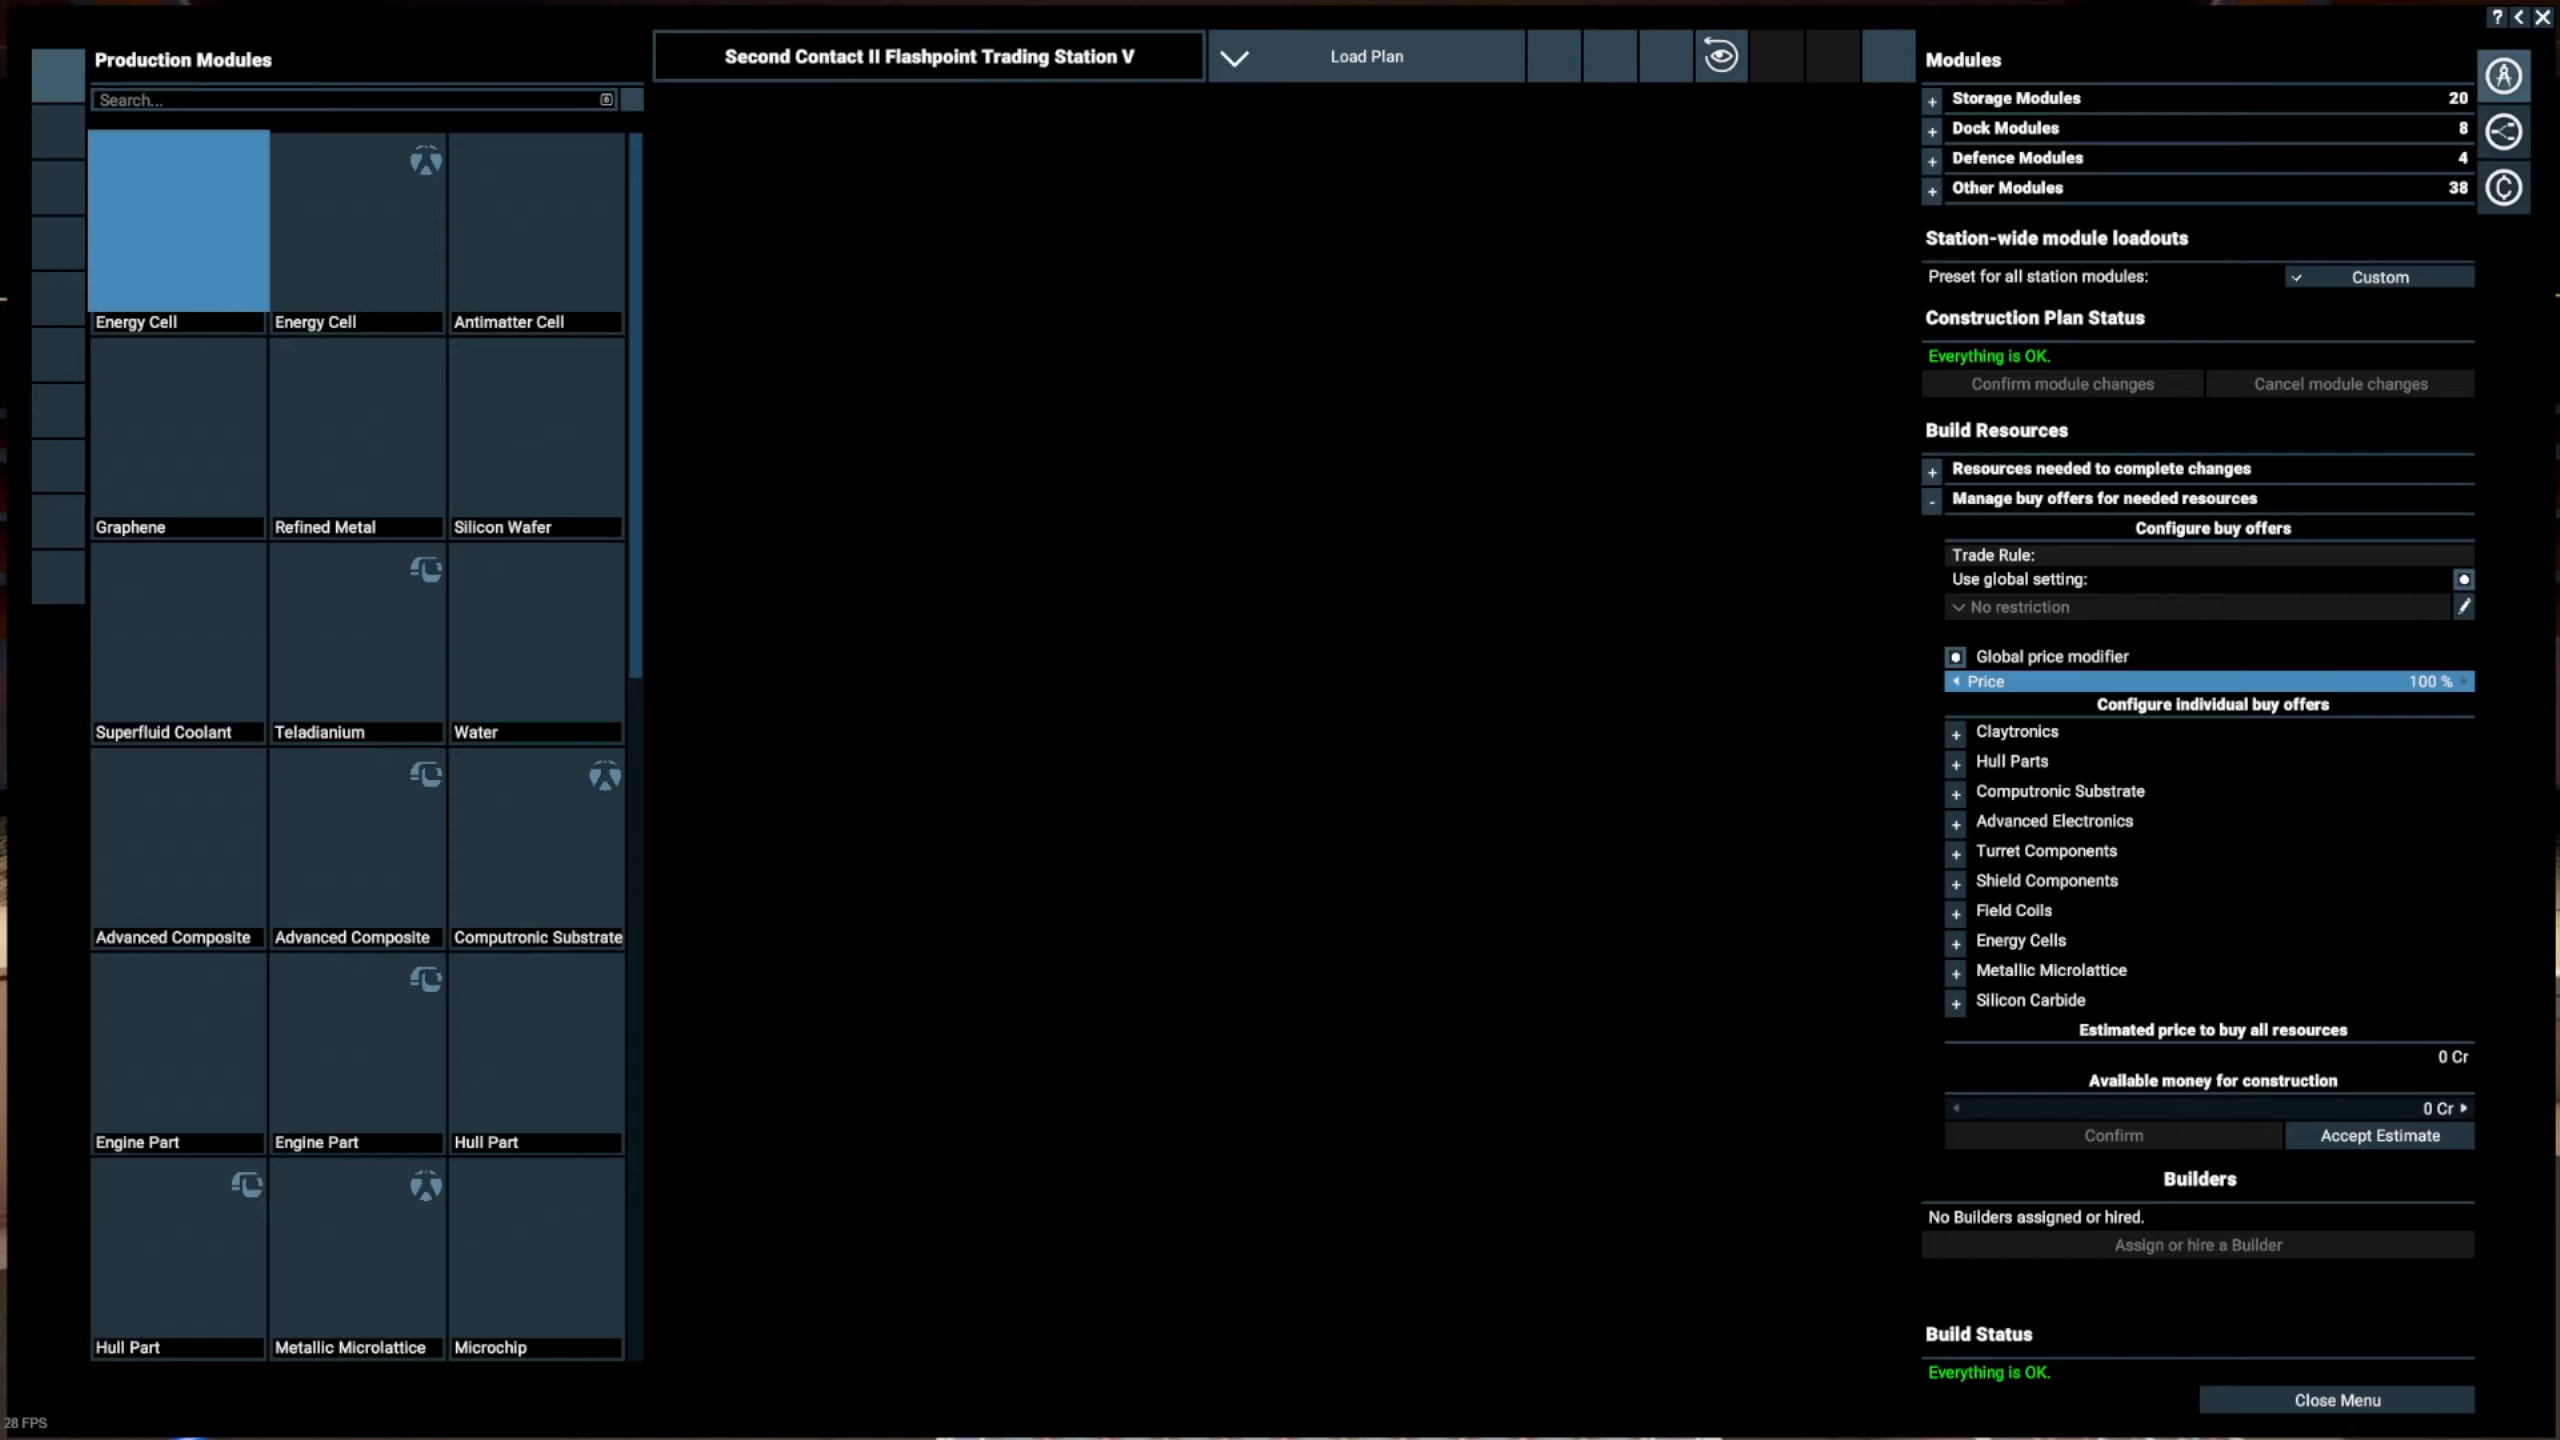 Production Modules
Search...
Energy Cell
Energy Cell
Antimatter Cell
Graphene
Refined Metal
Silicon Wafer
Superfluid Coolant
Teladianium
Water
Advanced Composite
Advanced Composite
Computronic Substrate
Engine Part
Engine Part
Hull Part
Hull Part
Metallic Microlattice
Microchip
28 FPS
Second Contact II Flashpoint Trading Station V
Load Plan
?
Modules
+ Storage Modules 20
+ Dock Modules 8
+ Defence Modules 4
+ Other Modules 38
Station-wide module loadouts
Preset for all station modules: Custom
Construction Plan Status
Everything is OK.
Confirm module changes Cancel module changes
Build Resources
+ Resources needed to complete changes
- Manage buy offers for needed resources
Configure buy offers
Trade Rule:
Use global setting:
No restriction
Global price modifier
Price 100 %
Configure individual buy offers
+ Claytronics
+ Hull Parts
+ Computronic Substrate
+ Advanced Electronics
+ Turret Components
+ Shield Components
+ Field Coils
+ Energy Cells
+ Metallic Microlattice
+ Silicon Carbide
Estimated price to buy all resources
0 Cr
Available money for construction
0 Cr
Confirm Accept Estimate
Builders
No Builders assigned or hired.
Assign or hire a Builder
Build Status
Everything is OK.
Close Menu